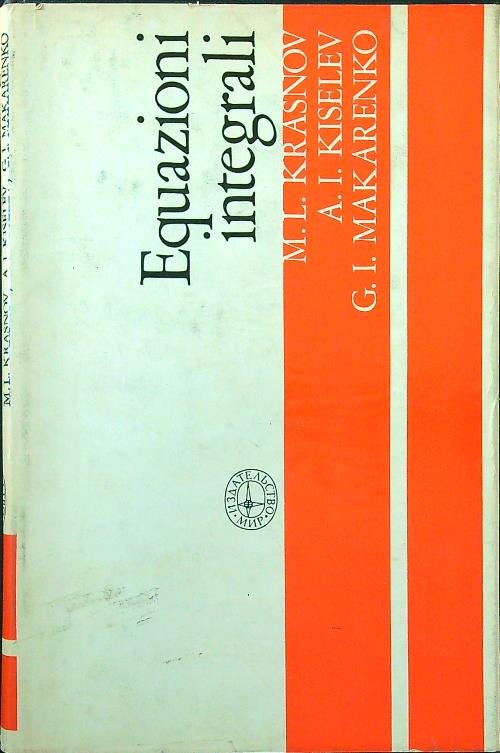 Equazioni
integrali
M. L. KRASNOV
A. I. KISELEV
G. I. MAKARENKO
ИЗДАТЕЛЬСТВО
· МИР ·
M. L. KRASNOV, A. I. KISELEV, G. I. MAKARENKO